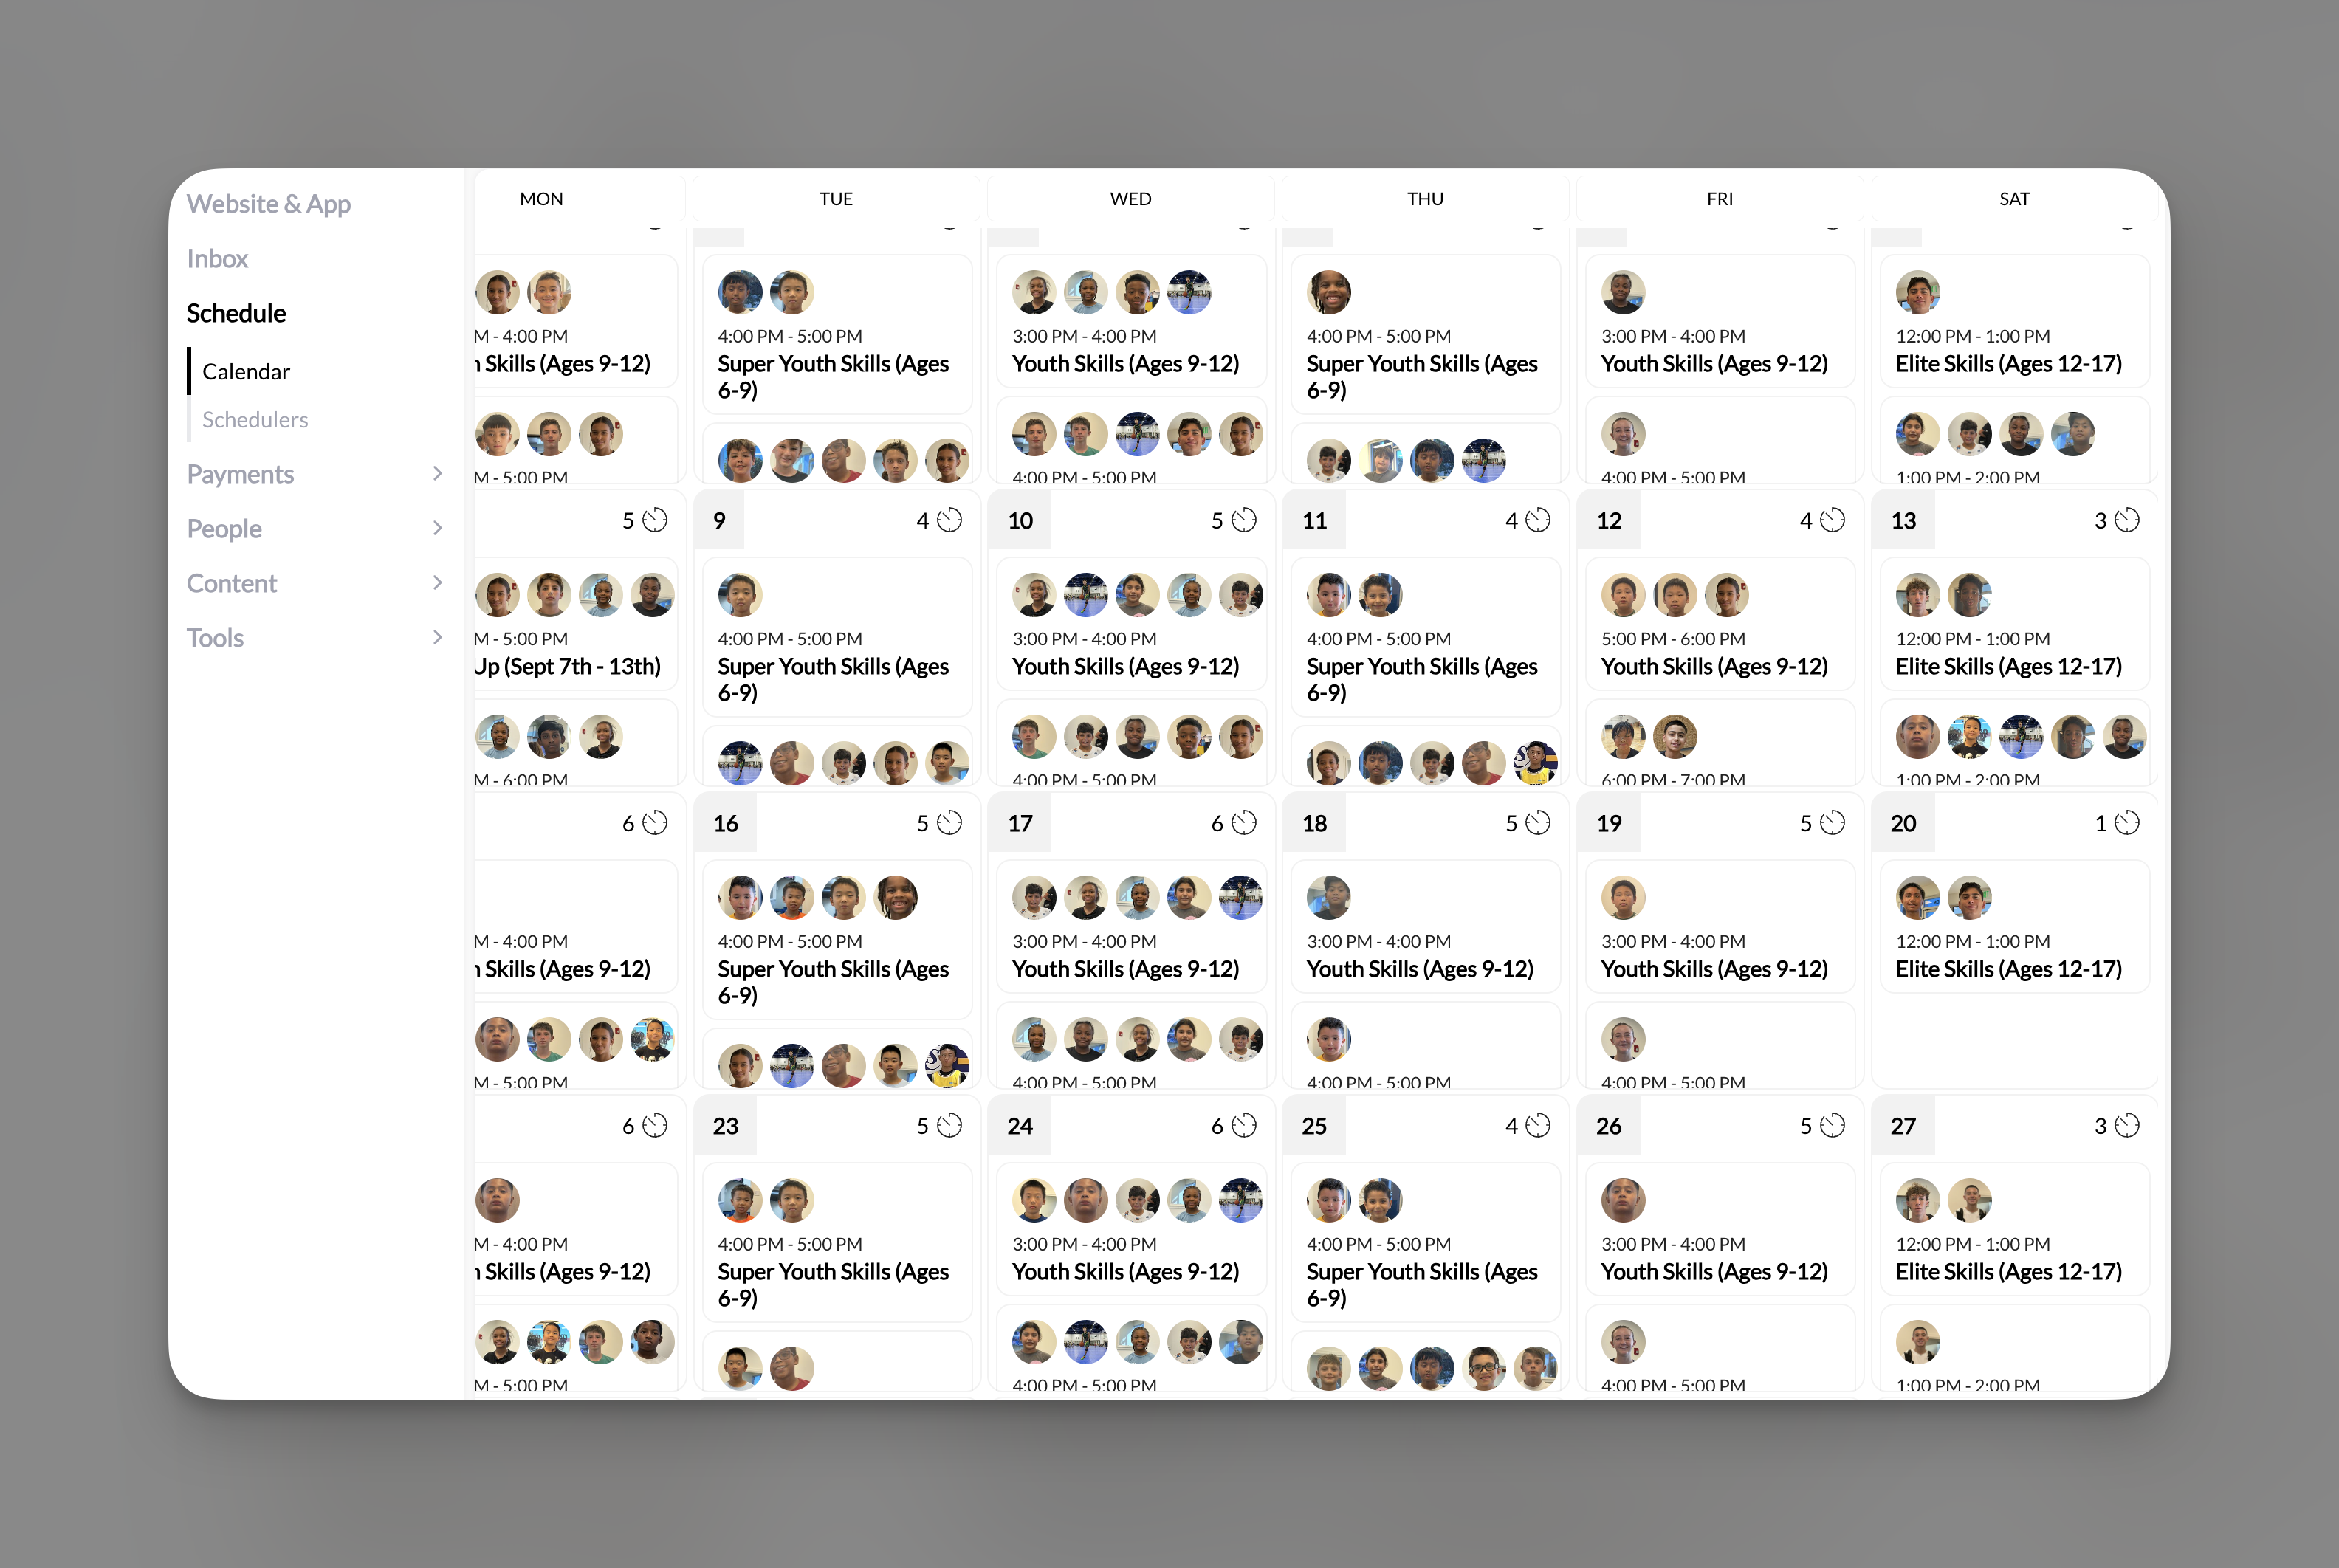 Website & App
Inbox
Schedule
Calendar
Schedulers
Payments
People
Content
Tools
MON TUE WED THU FRI SAT
M - 4:00 PM
Skills (Ages 9-12)
4:00 PM - 5:00 PM
Super Youth Skills (Ages
6-9)
3:00 PM - 4:00 PM
Youth Skills (Ages 9-12)
4:00 PM - 5:00 PM
Super Youth Skills (Ages
6-9)
3:00 PM - 4:00 PM
Youth Skills (Ages 9-12)
12:00 PM - 1:00 PM
Elite Skills (Ages 12-17)
M - 5:00 PM
4:00 PM - 5:00 PM
4:00 PM - 5:00 PM
1:00 PM - 2:00 PM
5
9 4
10 5
11 4
12 4
13 3
M - 5:00 PM
Up (Sept 7th - 13th)
4:00 PM - 5:00 PM
Super Youth Skills (Ages
6-9)
3:00 PM - 4:00 PM
Youth Skills (Ages 9-12)
4:00 PM - 5:00 PM
Super Youth Skills (Ages
6-9)
5:00 PM - 6:00 PM
Youth Skills (Ages 9-12)
12:00 PM - 1:00 PM
Elite Skills (Ages 12-17)
M - 6:00 PM
4:00 PM - 5:00 PM
6:00 PM - 7:00 PM
1:00 PM - 2:00 PM
6
16 5
17 6
18 5
19 5
20 1
M - 4:00 PM
Skills (Ages 9-12)
4:00 PM - 5:00 PM
Super Youth Skills (Ages
6-9)
3:00 PM - 4:00 PM
Youth Skills (Ages 9-12)
3:00 PM - 4:00 PM
Youth Skills (Ages 9-12)
3:00 PM - 4:00 PM
Youth Skills (Ages 9-12)
12:00 PM - 1:00 PM
Elite Skills (Ages 12-17)
M - 5:00 PM
4:00 PM - 5:00 PM
4:00 PM - 5:00 PM
4:00 PM - 5:00 PM
6
23 5
24 6
25 4
26 5
27 3
M - 4:00 PM
Skills (Ages 9-12)
4:00 PM - 5:00 PM
Super Youth Skills (Ages
6-9)
3:00 PM - 4:00 PM
Youth Skills (Ages 9-12)
4:00 PM - 5:00 PM
Super Youth Skills (Ages
6-9)
3:00 PM - 4:00 PM
Youth Skills (Ages 9-12)
12:00 PM - 1:00 PM
Elite Skills (Ages 12-17)
M - 5:00 PM
4:00 PM - 5:00 PM
4:00 PM - 5:00 PM
1:00 PM - 2:00 PM